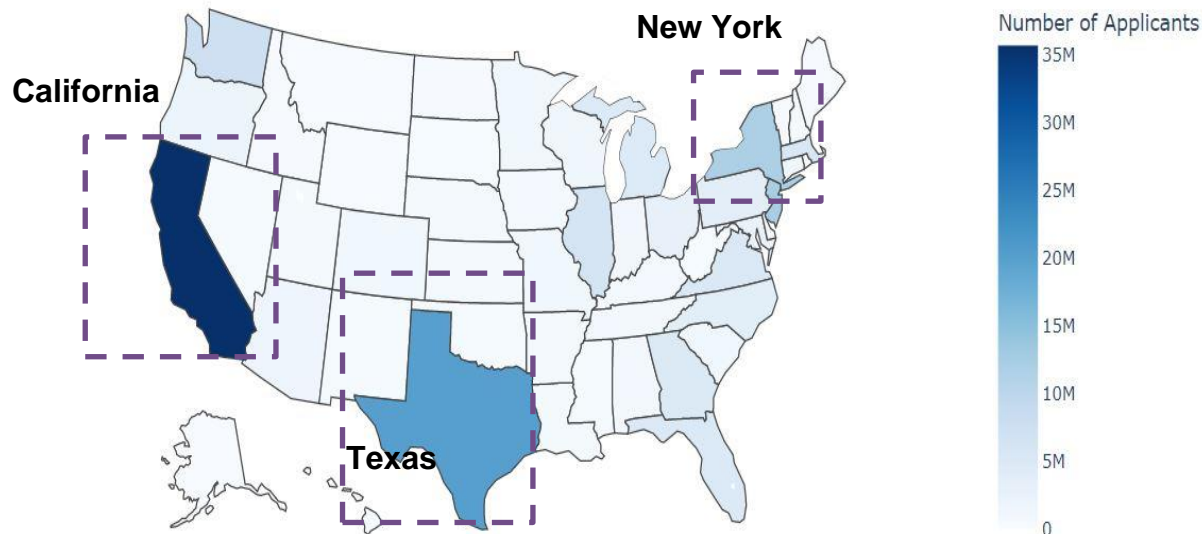 New York
California
Texas
Number of Applicants
35M
30M
25M
20M
15M
10M
5M
0